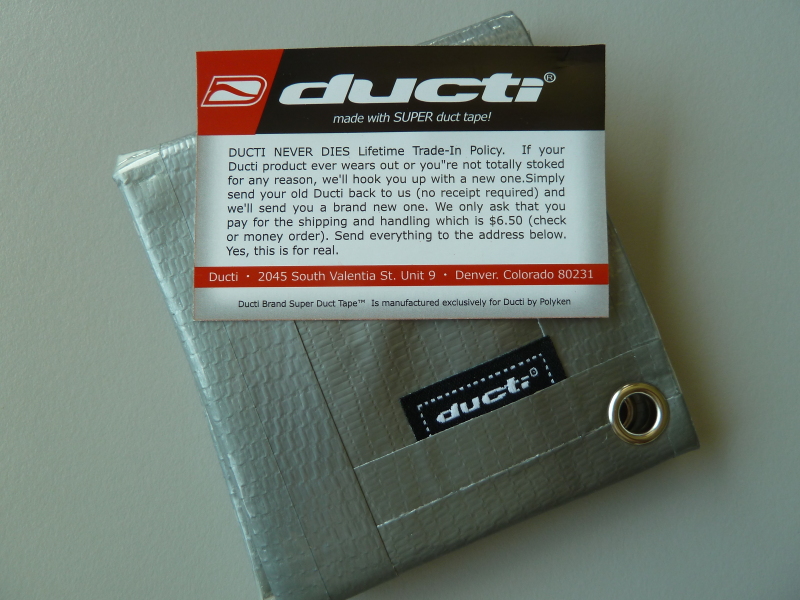 ducti®
made with SUPER duct tape!
DUCTI NEVER DIES Lifetime Trade-In Policy. If your
Ducti product ever wears out or you"re not totally stoked
for any reason, we'll hook you up with a new one.Simply
send your old Ducti back to us (no receipt required) and
we'll send you a brand new one. We only ask that you
pay for the shipping and handling which is $6.50 (check
or money order). Send everything to the address below.
Yes, this is for real.
Ducti · 2045 South Valentia St. Unit 9 · Denver. Colorado 80231
Ducti Brand Super Duct Tape™ Is manufactured exclusively for Ducti by Polyken
ducti®